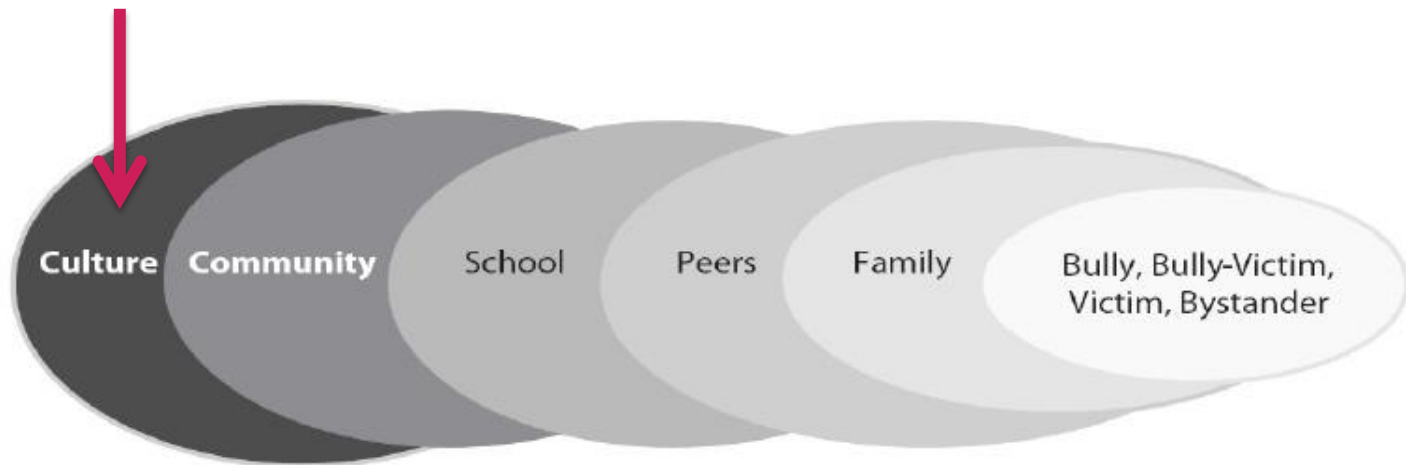 Culture Community School Peers Family Bully, Bully-Victim,
Victim, Bystander